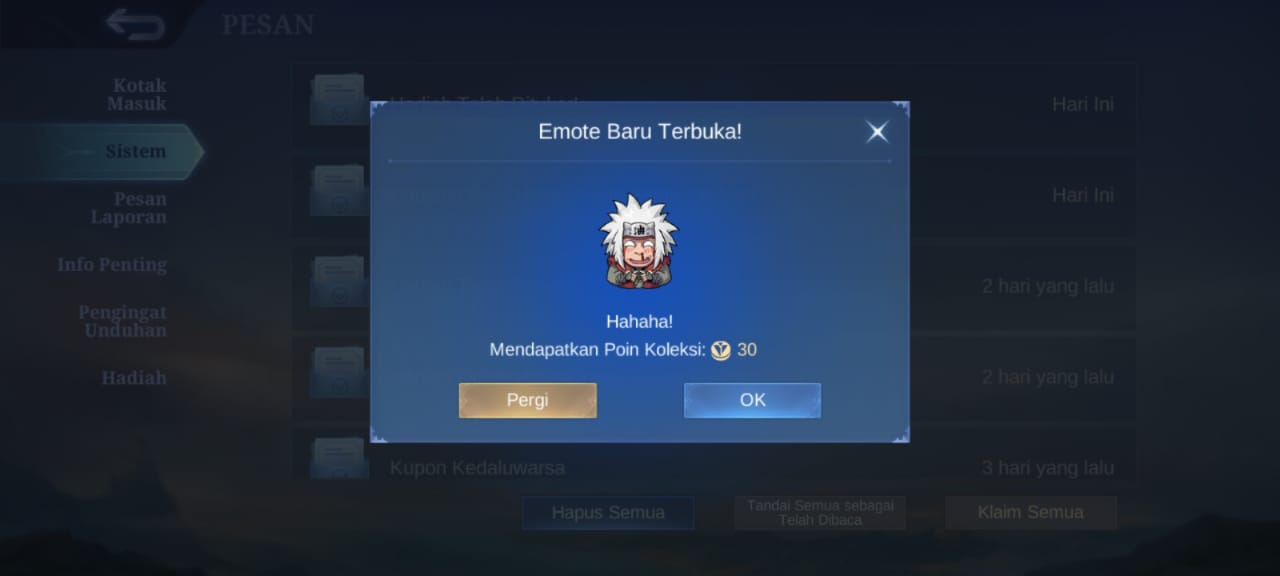 PESAN
Kotak
Masuk
Sistem
Pesan
Laporan
Info Penting
Pengingat
Unduhan
Hadiah
Hari Ini
Hari Ini
2 hari yang lalu
2 hari yang lalu
Kupon Kedaluwarsa
3 hari yang lalu
Emote Baru Terbuka!
油
Hahaha!
Mendapatkan Poin Koleksi: 30
Pergi
OK
Hapus Semua
Tandai Semua sebagai
Telah Dibaca
Klaim Semua